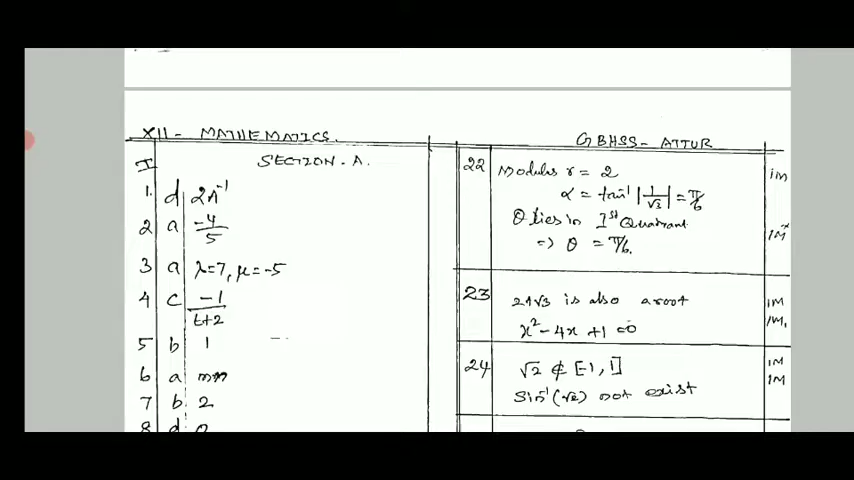 XII - MATHEMATICS.
GBHSS - ATTUR
I
SECTION - A.
1. d 2A⁻¹
2 a -4/5
3 a λ=7, μ=-5
4 c -1/(t+2)
5 b 1
6 a
7 b 2
8 d 0
22 Modulus r = 2 1M
α = tan⁻¹ |1/√3| = π/6
θ lies in Ist Quadrant 1M
=> θ = π/6.
23 2+√3 is also a root 1M
x² - 4x + 1 = 0 1M.
24 √2 ∉ [-1, 1] 1M
Sin⁻¹(√2) not exist 1M